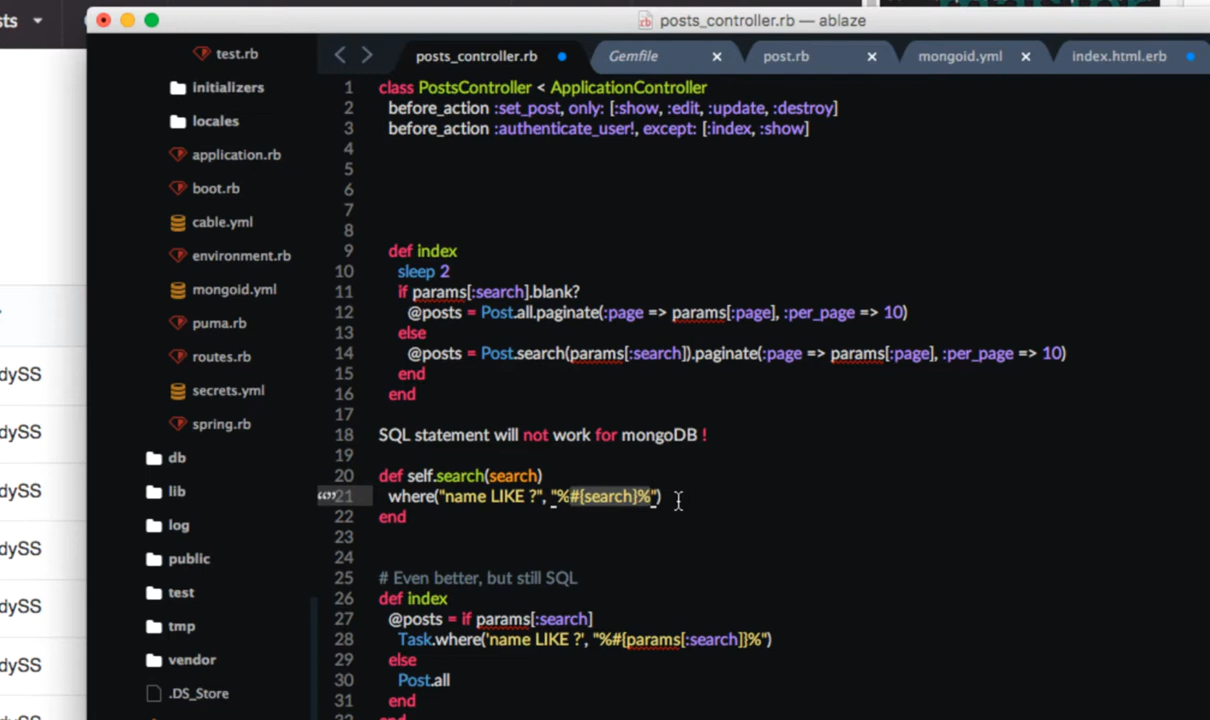 sts
posts_controller.rb — ablaze
test.rb
initializers
locales
application.rb
boot.rb
cable.yml
environment.rb
mongoid.yml
puma.rb
routes.rb
secrets.yml
spring.rb
db
lib
log
public
test
tmp
vendor
.DS_Store
dySS
dySS
dySS
dySS
dySS
dySS
posts_controller.rb
Gemfile
post.rb
mongoid.yml
index.html.erb
1 class PostsController < ApplicationController
2 before_action :set_post, only: [:show, :edit, :update, :destroy]
3 before_action :authenticate_user!, except: [:index, :show]
4
5
6
7
8
9 def index
10 sleep 2
11 if params[:search].blank?
12 @posts = Post.all.paginate(:page => params[:page], :per_page => 10)
13 else
14 @posts = Post.search(params[:search]).paginate(:page => params[:page], :per_page => 10)
15 end
16 end
17
18 SQL statement will not work for mongoDB !
19
20 def self.search(search)
21 where("name LIKE ?", "%#{search}%")
22 end
23
24
25 # Even better, but still SQL
26 def index
27 @posts = if params[:search]
28 Task.where('name LIKE ?', "%#{params[:search]}%")
29 else
30 Post.all
31 end